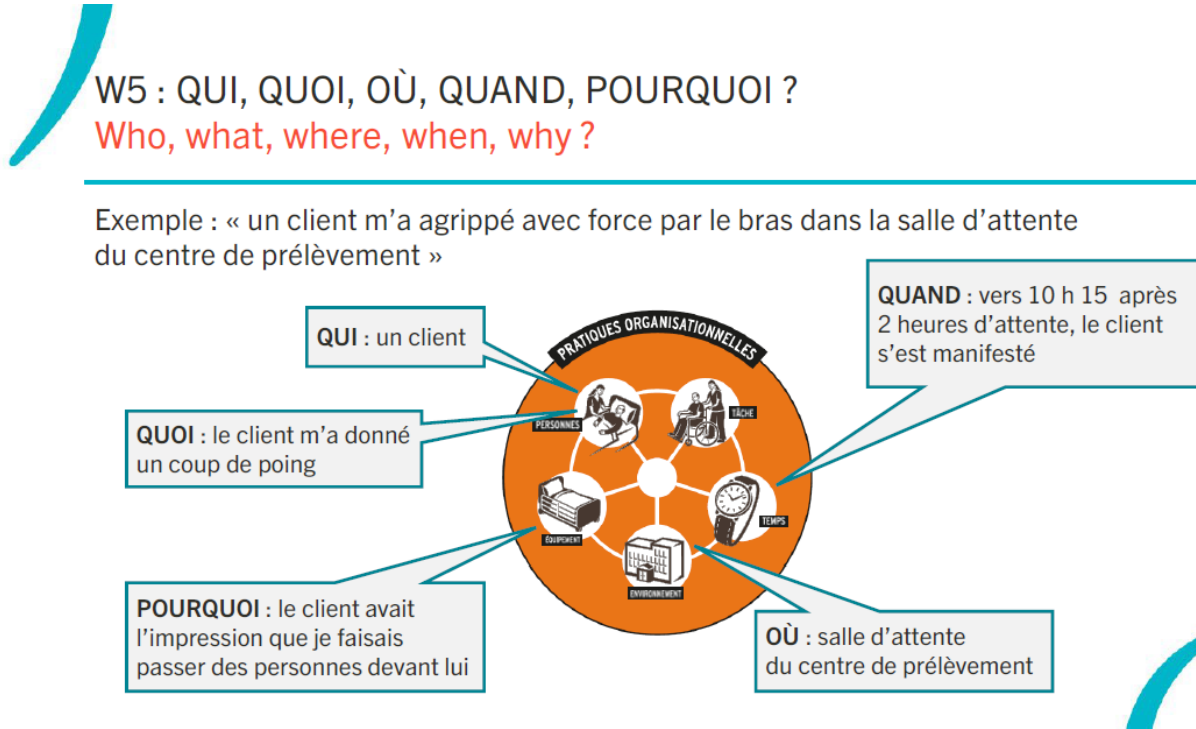 W5 : QUI, QUOI, OÙ, QUAND, POURQUOI ?
Who, what, where, when, why ?
Exemple : « un client m’a agrippé avec force par le bras dans la salle d’attente
du centre de prélèvement »
QUI : un client
QUAND : vers 10 h 15 après
2 heures d’attente, le client
s’est manifesté
QUOI : le client m’a donné
un coup de poing
PRATIQUES ORGANISATIONNELLES
PERSONNES
TÂCHE
ÉQUIPEMENT
TEMPS
ENVIRONNEMENT
POURQUOI : le client avait
l’impression que je faisais
passer des personnes devant lui
OÙ : salle d’attente
du centre de prélèvement